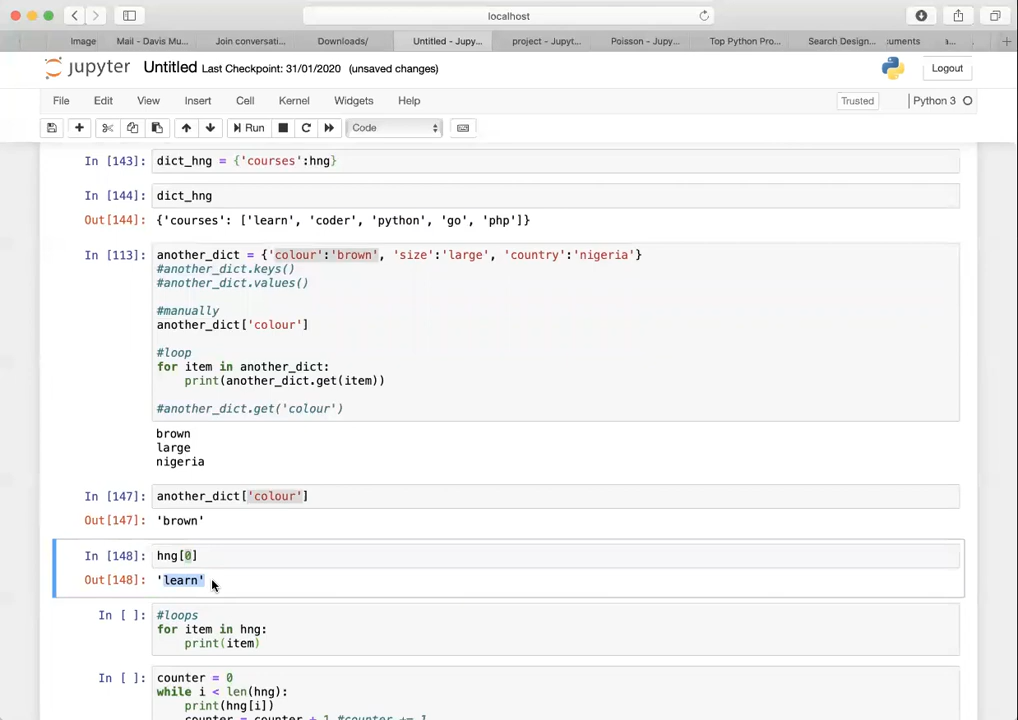 localhost
Image
Mail - Davis Mu...
Join conversati...
Downloads/
Untitled - Jupy...
project - Jupyt...
Poisson - Jupy...
Top Python Pro...
Search Design...
:uments
a...
jupyter Untitled Last Checkpoint: 31/01/2020 (unsaved changes)
Logout
File Edit View Insert Cell Kernel Widgets Help
Trusted
Python 3
Run
Code
In [143]: dict_hng = {'courses':hng}
In [144]: dict_hng
Out[144]: {'courses': ['learn', 'coder', 'python', 'go', 'php']}
In [113]: another_dict = {'colour':'brown', 'size':'large', 'country':'nigeria'}
#another_dict.keys()
#another_dict.values()
#manually
another_dict['colour']
#loop
for item in another_dict:
print(another_dict.get(item))
#another_dict.get('colour')
brown
large
nigeria
In [147]: another_dict['colour']
Out[147]: 'brown'
In [148]: hng[0]
Out[148]: 'learn'
In [ ]: #loops
for item in hng:
print(item)
In [ ]: counter = 0
while i < len(hng):
print(hng[i])
counter = counter + 1 #counter += 1